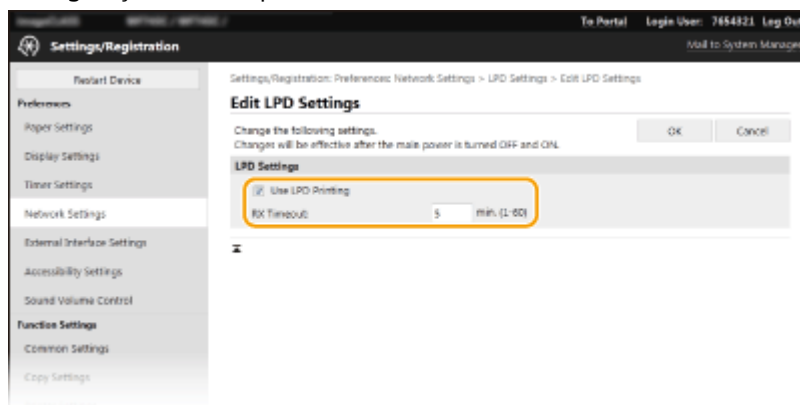 To Portal Login User: 7654321 Log Ou
Settings/Registration
Mail to System Manage
Restart Device
Settings/Registration: Preferences: Network Settings > LPD Settings > Edit LPD Settings
Preferences
Edit LPD Settings
Paper Settings
Change the following settings.
OK
Cancel
Changes will be effective after the main power is turned OFF and ON.
Display Settings
LPD Settings
Timer Settings
Use LPD Printing
Network Settings
RX Timeout: 5 min. (1-60)
External Interface Settings
Accessibility Settings
Sound Volume Control
Function Settings
Common Settings
Copy Settings